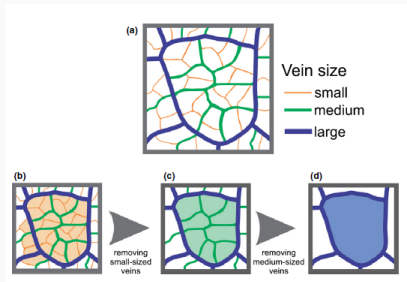 (a)
Vein size
small
medium
large
(b)
(c)
(d)
removing
small-sized
veins
removing
medium-sized
veins